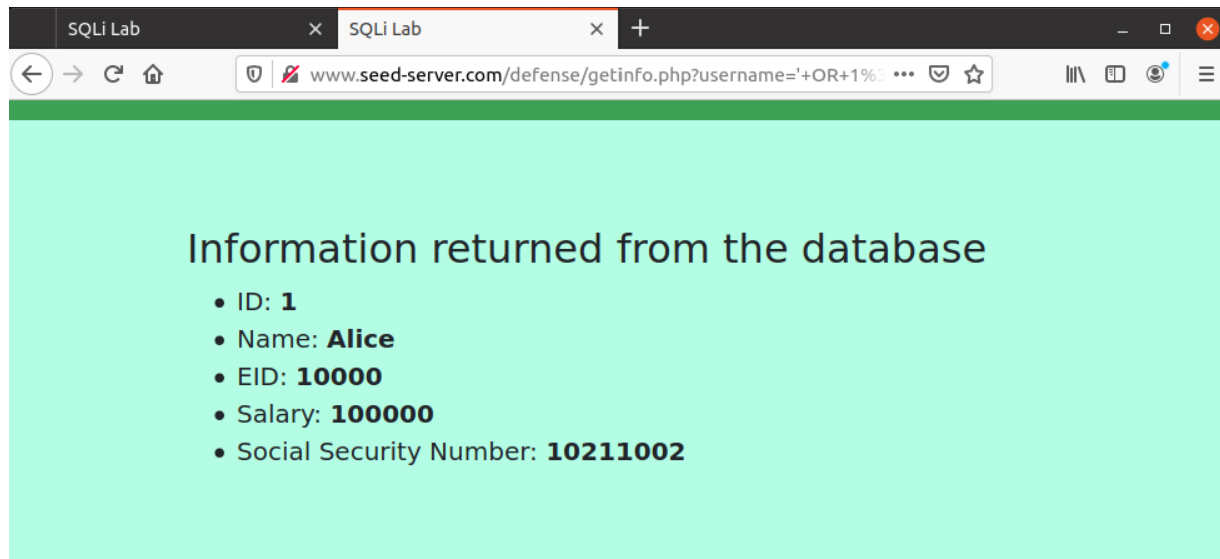 SQLi Lab
SQLi Lab
www.seed-server.com/defense/getinfo.php?username='+OR+1%3
Information returned from the database
• ID: 1
• Name: Alice
• EID: 10000
• Salary: 100000
• Social Security Number: 10211002